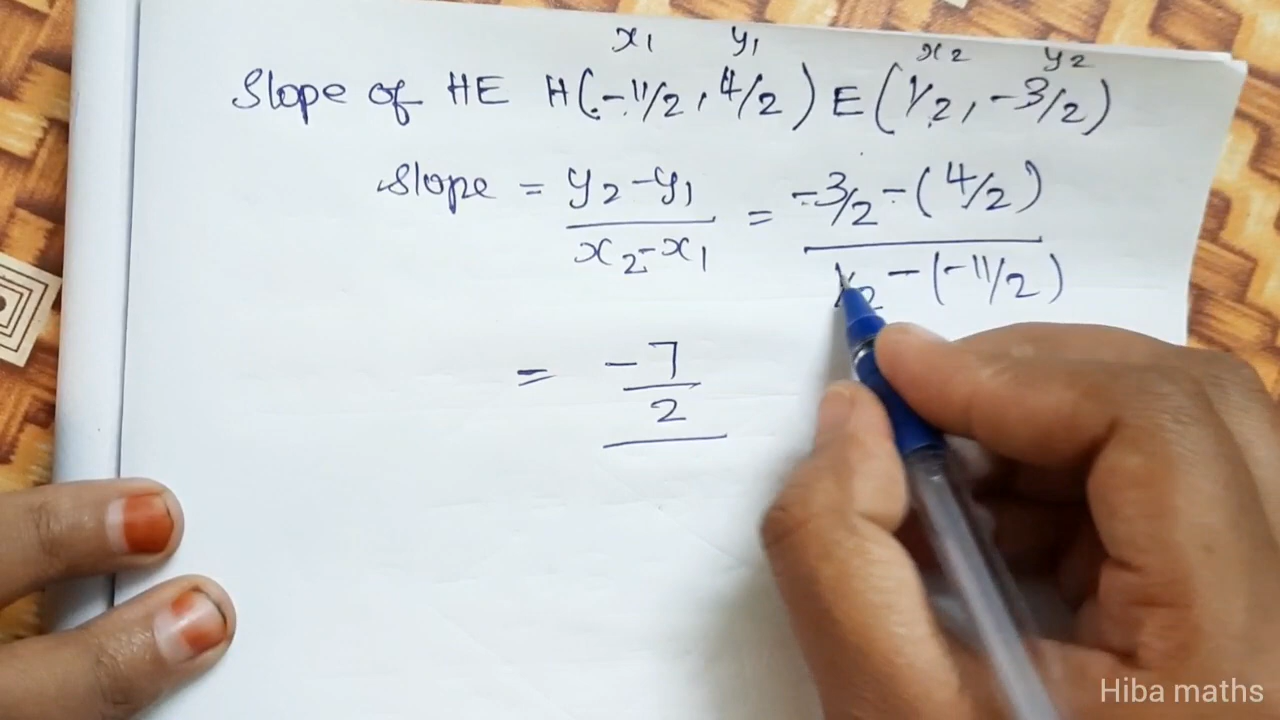 x1 y1 x2 y2
Slope of HE H(-11/2, 4/2) E(1/2, -3/2)
Slope = y2-y1 / x2-x1 = -3/2 - (4/2) / 1/2 - (-11/2)
= -7/2
Hiba maths